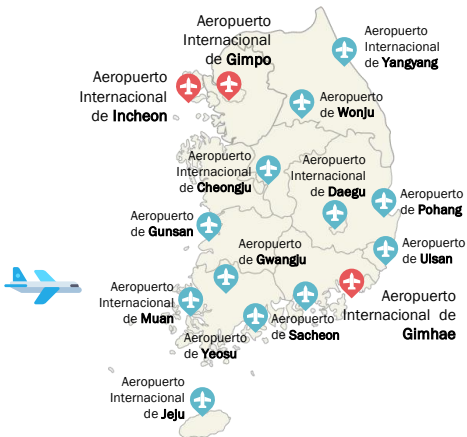 Aeropuerto
Internacional
de Gimpo
Aeropuerto
Internacional
de Yangyang
Aeropuerto
Internacional
de Incheon
Aeropuerto
de Wonju
Aeropuerto
Internacional
de Cheongju
Aeropuerto
Internacional
de Daegu
Aeropuerto
de Pohang
Aeropuerto
de Gunsan
Aeropuerto
de Gwangju
Aeropuerto
de Ulsan
Aeropuerto
Internacional
de Muan
Aeropuerto
Internacional de
Gimhae
Aeropuerto
de Sacheon
Aeropuerto
de Yeosu
Aeropuerto
Internacional
de Jeju